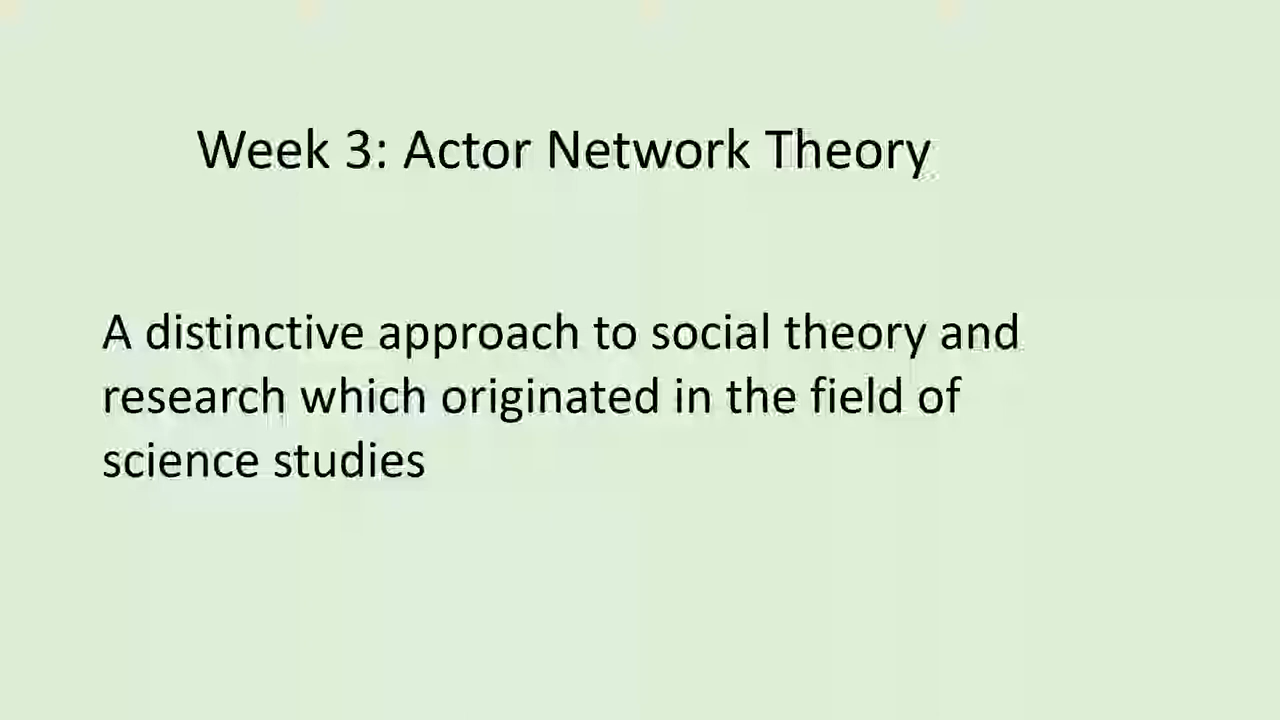 Week 3: Actor Network Theory
A distinctive approach to social theory and
research which originated in the field of
science studies